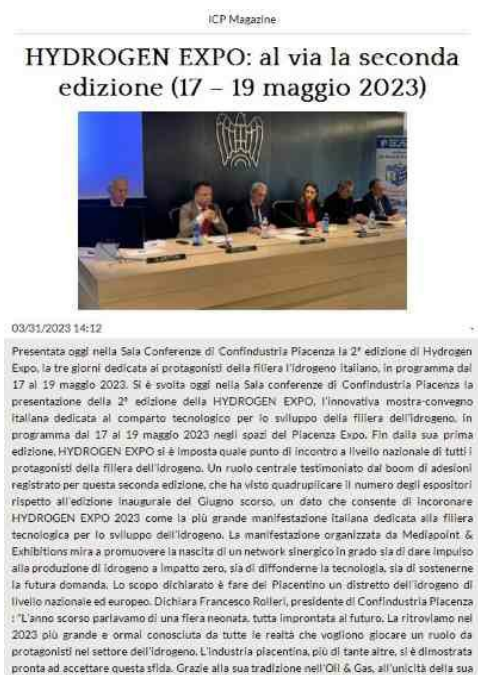 ICP Magazine
HYDROGEN EXPO: al via la seconda
edizione (17 – 19 maggio 2023)
03/31/2023 14:12
Presentata oggi nella Sala Conferenze di Confindustria Piacenza la 2ª edizione di Hydrogen
Expo, la tre giorni dedicata ai protagonisti della filiera l'idrogeno italiano, in programma dal
17 al 19 maggio 2023. Si è svolta oggi nella Sala conferenze di Confindustria Piacenza la
presentazione della 2ª edizione della HYDROGEN EXPO, l'innovativa mostra-convegno
italiana dedicata al comparto tecnologico per lo sviluppo della filiera dell'idrogeno, in
programma dal 17 al 19 maggio 2023 negli spazi del Piacenza Expo. Fin dalla sua prima
edizione, HYDROGEN EXPO si è imposta quale punto di incontro a livello nazionale di tutti i
protagonisti della filiera dell'idrogeno. Un ruolo centrale testimoniato dal boom di adesioni
registrato per questa seconda edizione, che ha visto quadruplicare il numero degli espositori
rispetto all'edizione inaugurale del Giugno scorso, un dato che consente di incoronare
HYDROGEN EXPO 2023 come la più grande manifestazione italiana dedicata alla filiera
tecnologica per lo sviluppo dell'idrogeno. La manifestazione organizzata da Mediapoint &
Exhibitions mira a promuovere la nascita di un network sinergico in grado sia di dare impulso
alla produzione di idrogeno a impatto zero, sia di diffonderne la tecnologia, sia di sostenerne
la futura domanda. Lo scopo dichiarato è fare del Piacentino un distretto dell'idrogeno di
livello nazionale ed europeo. Dichiara Francesco Rolleri, presidente di Confindustria Piacenza
: "L'anno scorso parlavamo di una fiera neonata, tutta improntata al futuro. La ritroviamo nel
2023 più grande e ormai conosciuta da tutte le realtà che vogliono giocare un ruolo da
protagonisti nel settore dell'idrogeno. L'industria piacentina, più di tante altre, si è dimostrata
pronta ad accettare questa sfida. Grazie alla sua tradizione nell'Oil & Gas, all'unicità della sua